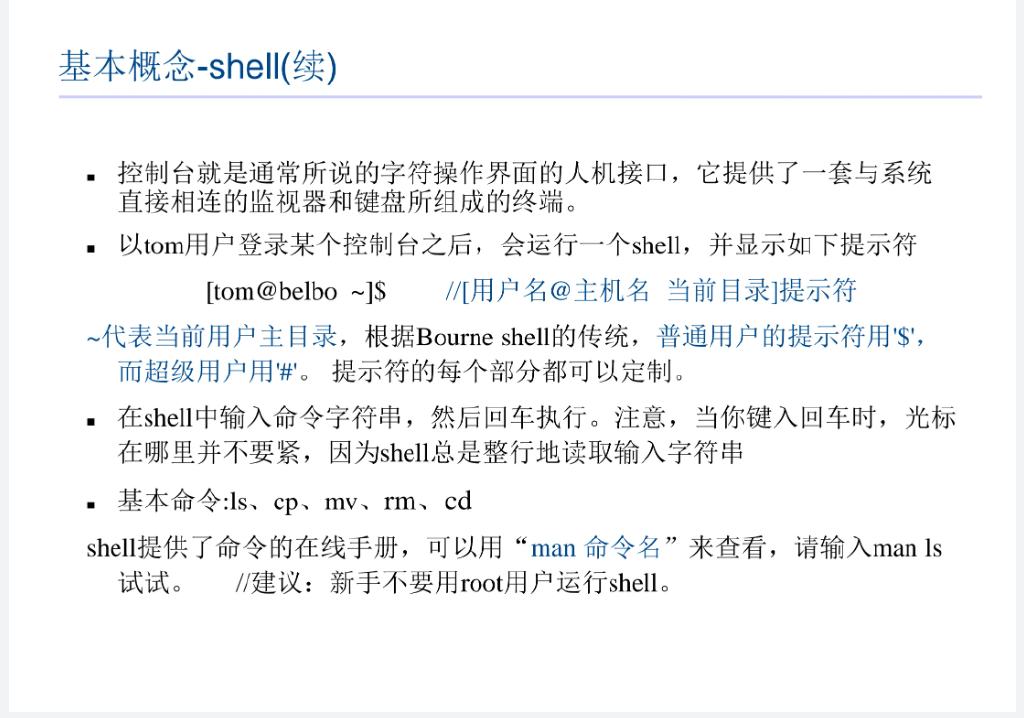 基本概念-shell(续)
▪ 控制台就是通常所说的字符操作界面的人机接口，它提供了一套与系统
直接相连的监视器和键盘所组成的终端。
▪ 以tom用户登录某个控制台之后，会运行一个shell，并显示如下提示符
[tom@belbo ~]$ //[用户名@主机名 当前目录]提示符
~代表当前用户主目录，根据Bourne shell的传统，普通用户的提示符用'$'，
而超级用户用'#'。 提示符的每个部分都可以定制。
▪ 在shell中输入命令字符串，然后回车执行。注意，当你键入回车时，光标
在哪里并不要紧，因为shell总是整行地读取输入字符串
▪ 基本命令:ls、cp、mv、rm、cd
shell提供了命令的在线手册，可以用“man 命令名”来查看，请输入man ls
试试。 //建议：新手不要用root用户运行shell。